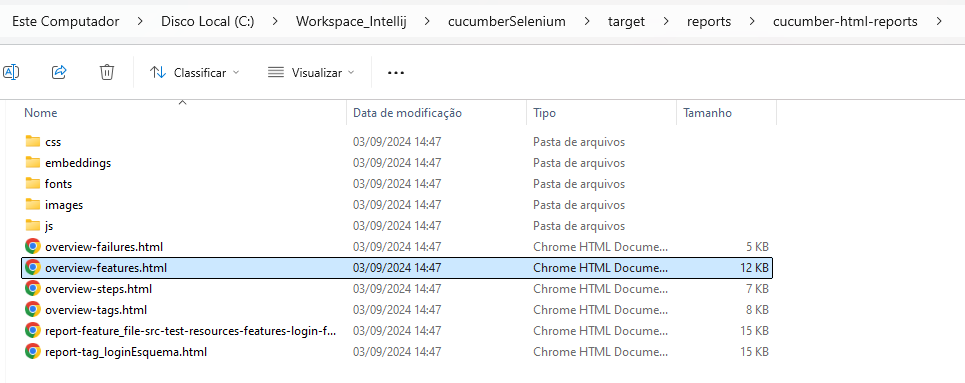 Este Computador > Disco Local (C:) > Workspace_Intellij > cucumberSelenium > target > reports > cucumber-html-reports >
A Classificar Visualizar ...
Nome Data de modificação Tipo Tamanho
css 03/09/2024 14:47 Pasta de arquivos
embeddings 03/09/2024 14:47 Pasta de arquivos
fonts 03/09/2024 14:47 Pasta de arquivos
images 03/09/2024 14:47 Pasta de arquivos
js 03/09/2024 14:47 Pasta de arquivos
overview-failures.html 03/09/2024 14:47 Chrome HTML Docume... 5 KB
overview-features.html 03/09/2024 14:47 Chrome HTML Docume... 12 KB
overview-steps.html 03/09/2024 14:47 Chrome HTML Docume... 7 KB
overview-tags.html 03/09/2024 14:47 Chrome HTML Docume... 8 KB
report-feature_file-src-test-resources-features-login-f... 03/09/2024 14:47 Chrome HTML Docume... 15 KB
report-tag_loginEsquema.html 03/09/2024 14:47 Chrome HTML Docume... 15 KB